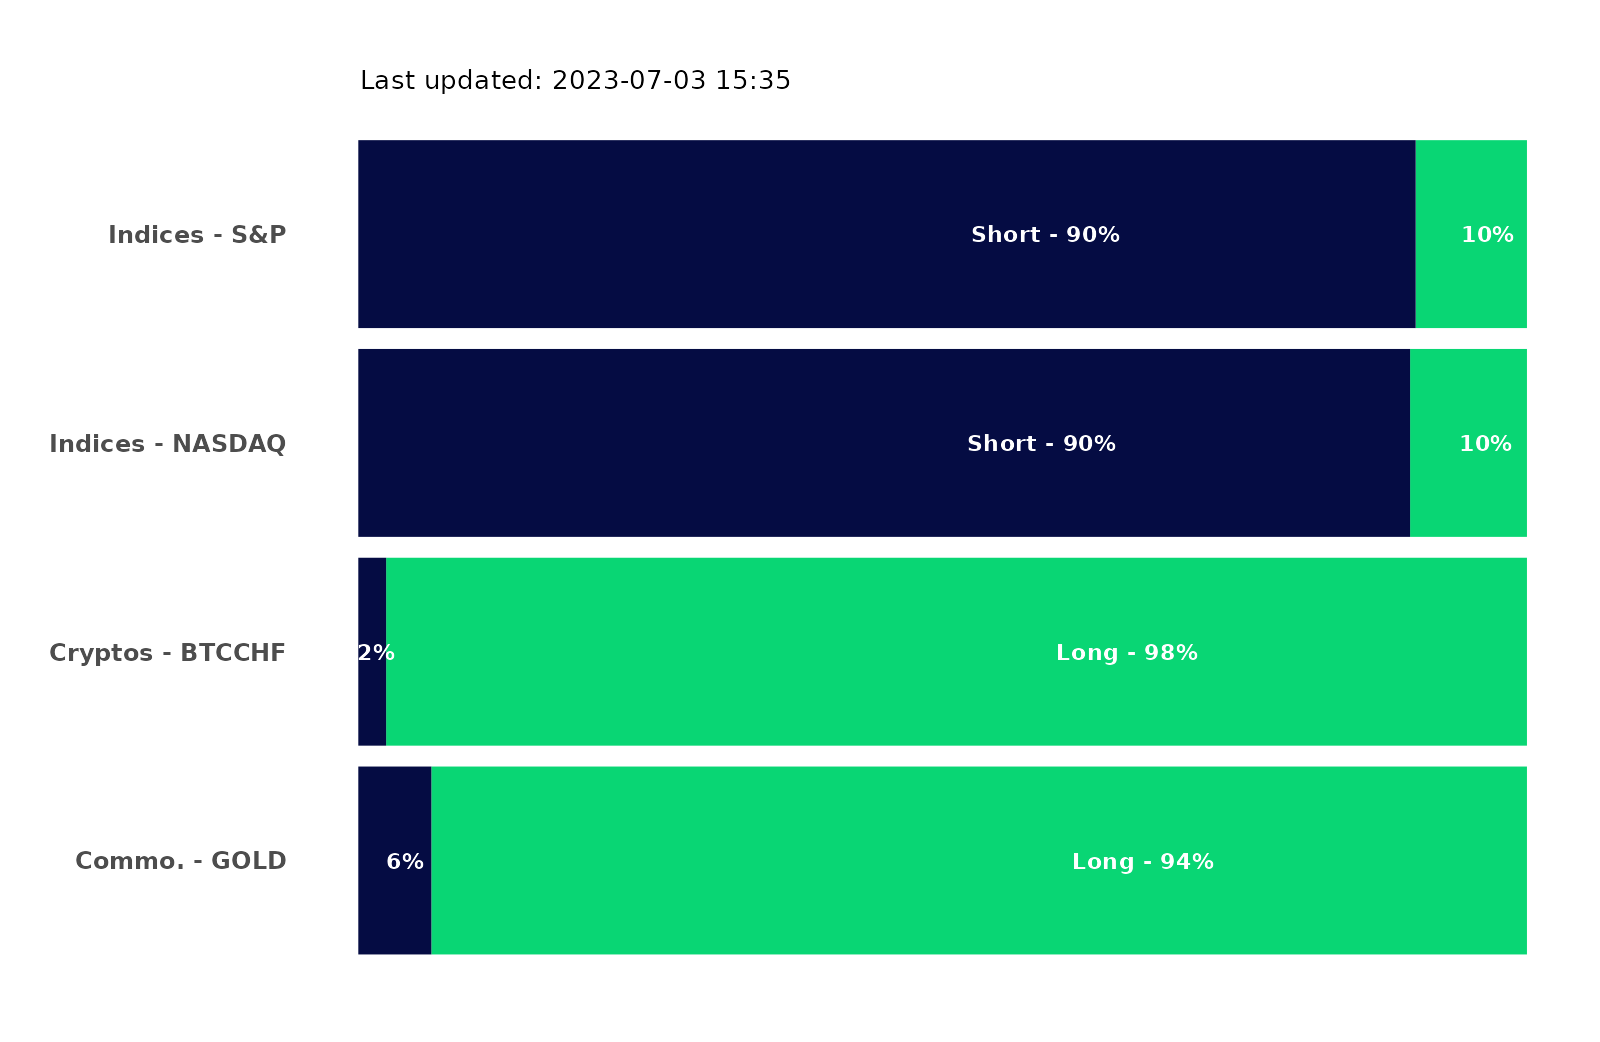 Last updated: 2023-07-03 15:35
Indices - S&P Short - 90% 10%
Indices - NASDAQ Short - 90% 10%
Cryptos - BTCCHF 2% Long - 98%
Commo. - GOLD 6% Long - 94%